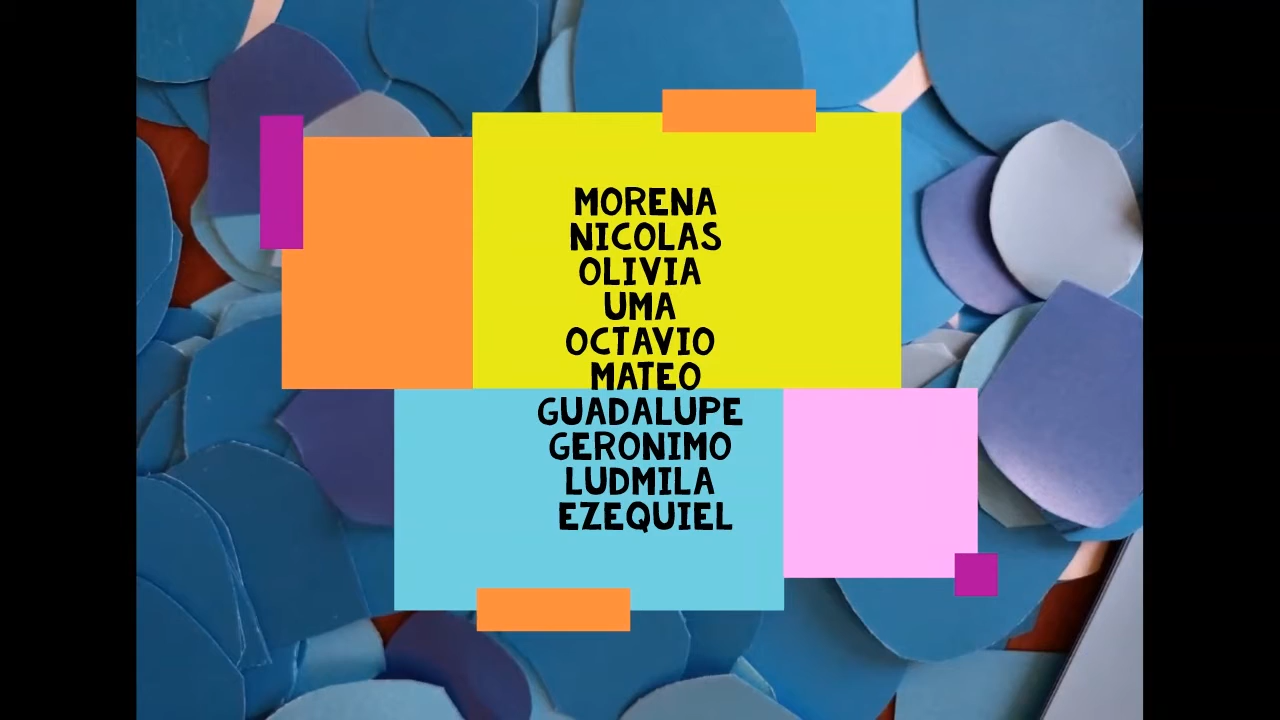 MORENA
NICOLAS
OLIVIA
UMA
OCTAVIO
MATEO
GUADALUPE
GERONIMO
LUDMILA
EZEQUIEL